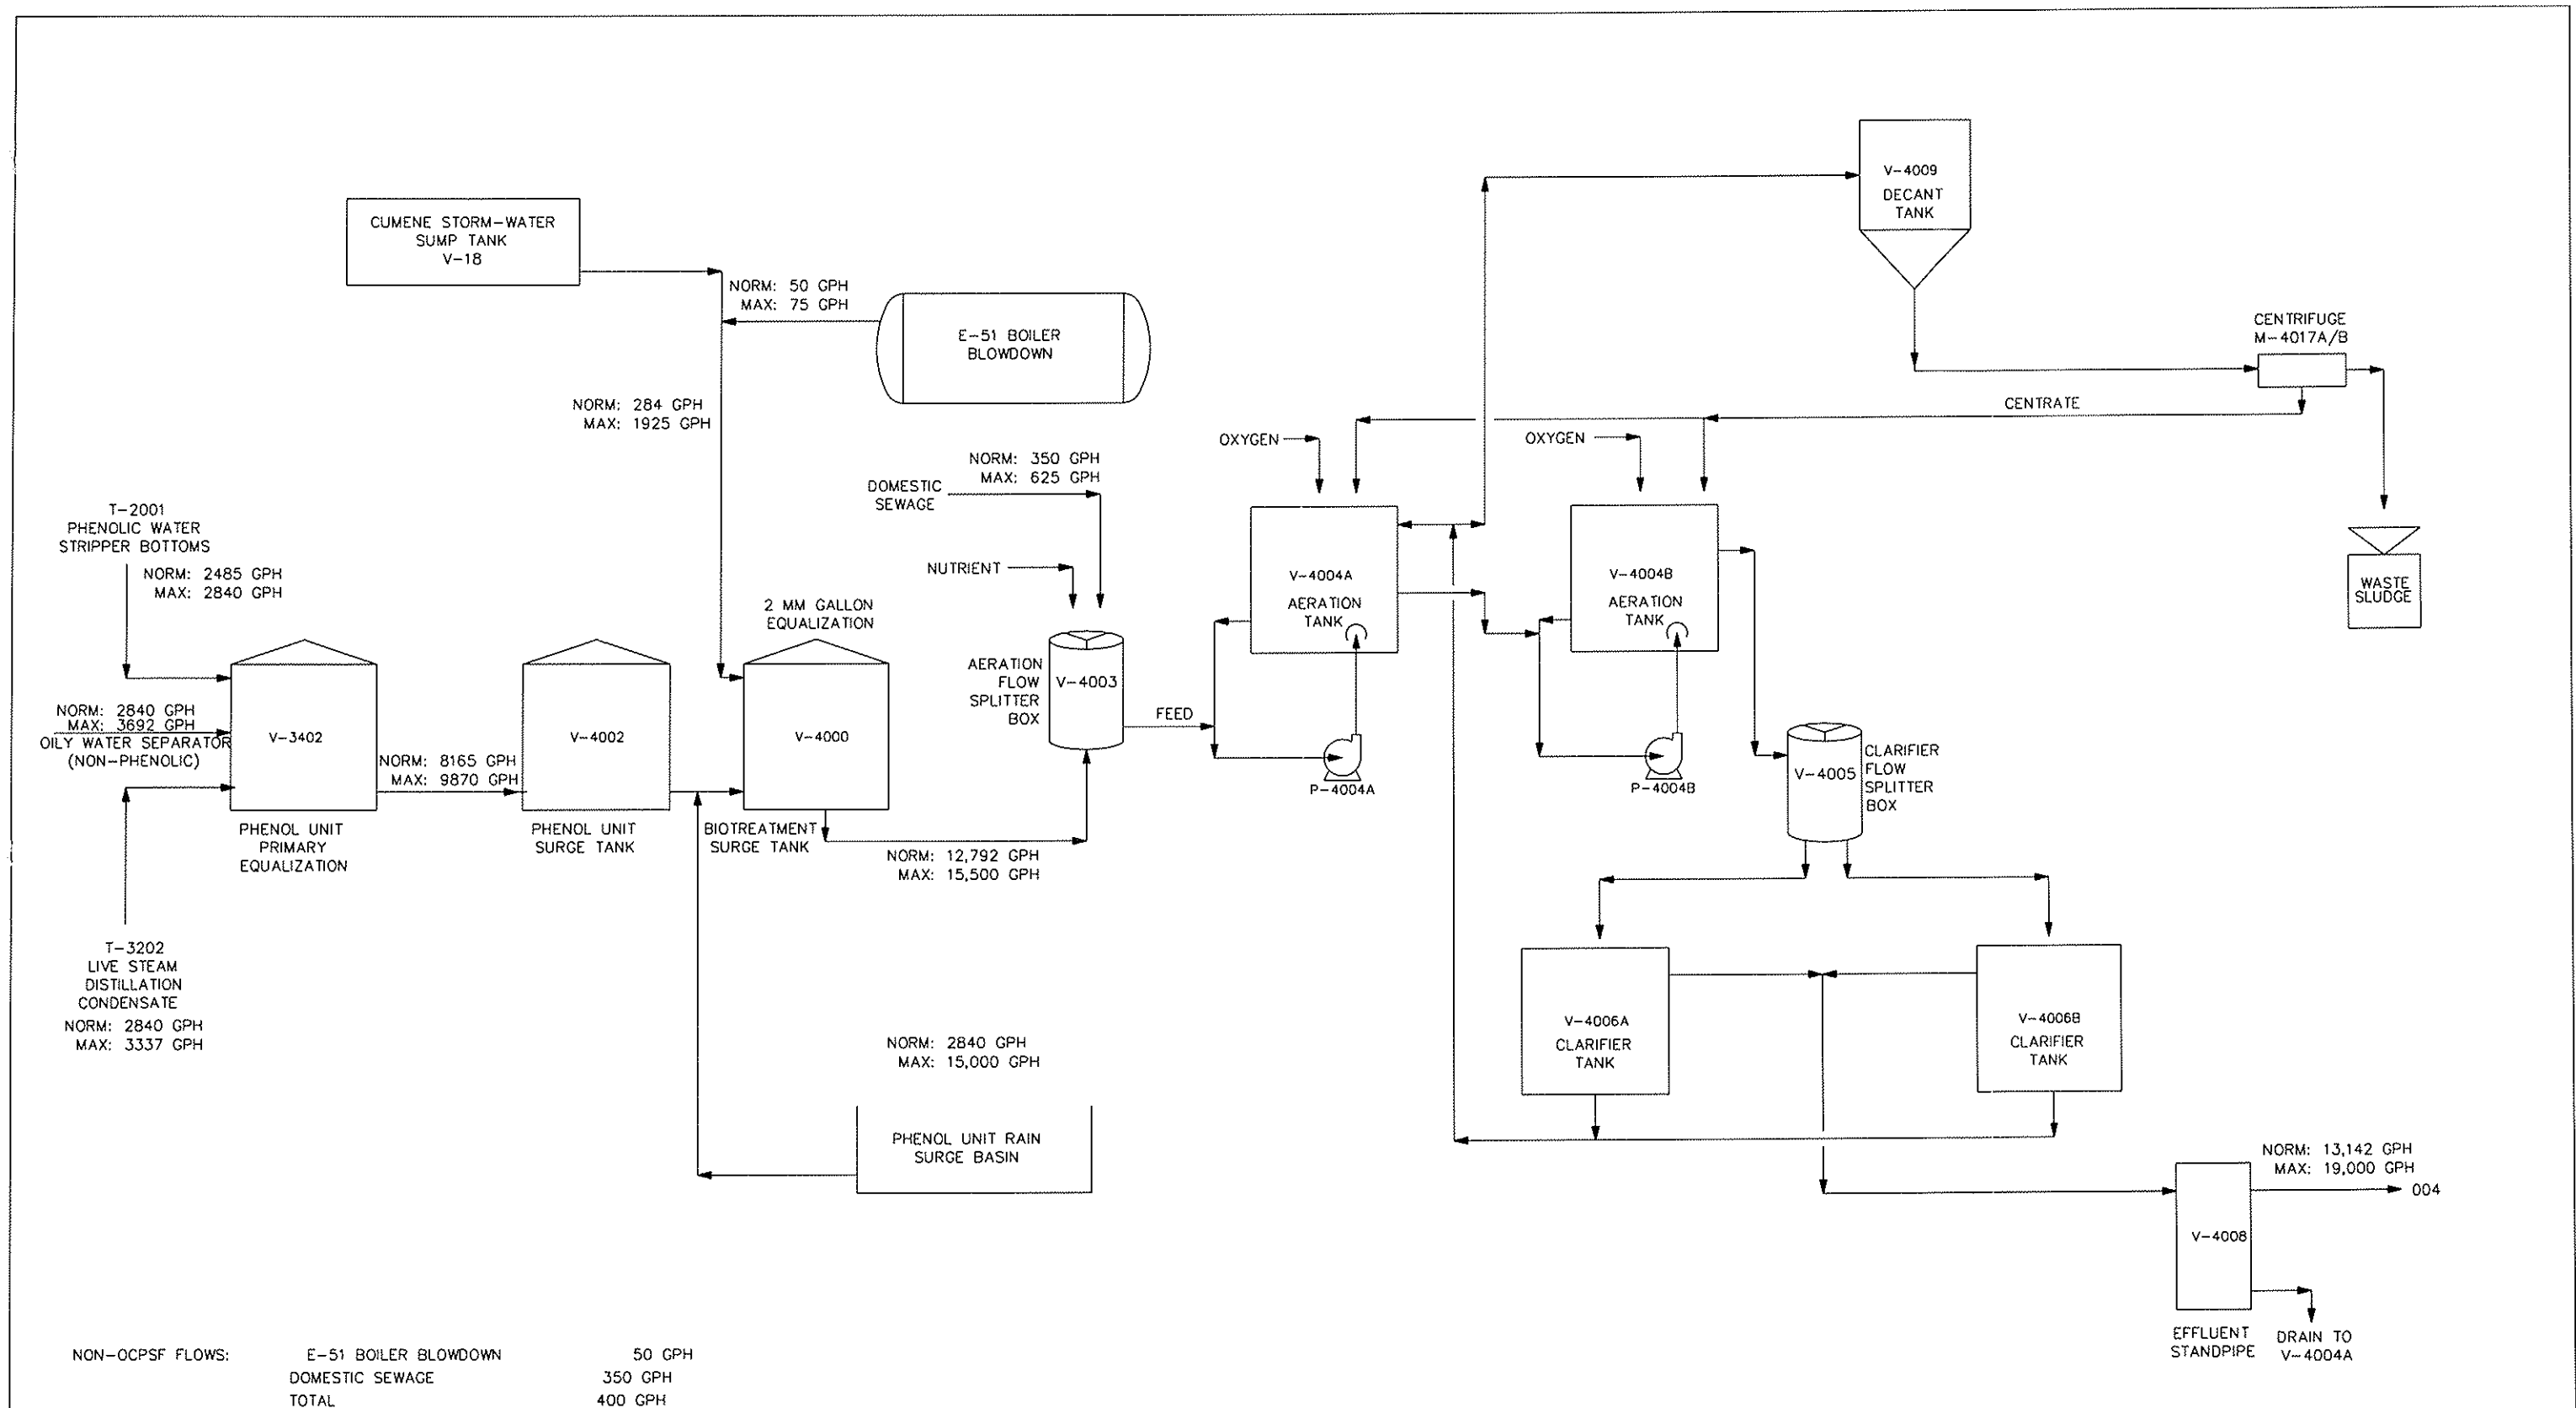 V-4009
DECANT
TANK
CUMENE STORM-WATER
SUMP TANK
V-18
NORM: 50 GPH
MAX: 75 GPH
E-51 BOILER
BLOWDOWN
CENTRIFUGE
M-4017A/B
NORM: 284 GPH
MAX: 1925 GPH
CENTRATE
OXYGEN
OXYGEN
NORM: 350 GPH
MAX: 625 GPH
DOMESTIC
SEWAGE
T-2001
PHENOLIC WATER
STRIPPER BOTTOMS
NORM: 2485 GPH
MAX: 2840 GPH
NUTRIENT
V-4004A
AERATION
TANK
V-4004B
AERATION
TANK
WASTE
SLUDGE
2 MM GALLON
EQUALIZATION
AERATION
FLOW
SPLITTER
BOX
V-4003
FEED
NORM: 2840 GPH
MAX: 3692 GPH
OILY WATER SEPARATOR
(NON-PHENOLIC)
V-3402
V-4002
V-4000
NORM: 8165 GPH
MAX: 9870 GPH
P-4004A
P-4004B
V-4005
CLARIFIER
FLOW
SPLITTER
BOX
PHENOL UNIT
PRIMARY
EQUALIZATION
PHENOL UNIT
SURGE TANK
BIOTREATMENT
SURGE TANK
NORM: 12,792 GPH
MAX: 15,500 GPH
T-3202
LIVE STEAM
DISTILLATION
CONDENSATE
NORM: 2840 GPH
MAX: 3337 GPH
V-4006A
CLARIFIER
TANK
V-4006B
CLARIFIER
TANK
NORM: 2840 GPH
MAX: 15,000 GPH
PHENOL UNIT RAIN
SURGE BASIN
NORM: 13,142 GPH
MAX: 19,000 GPH
004
V-4008
EFFLUENT
STANDPIPE
DRAIN TO
V-4004A
NON-OCPSF FLOWS: E-51 BOILER BLOWDOWN 50 GPH
DOMESTIC SEWAGE 350 GPH
TOTAL 400 GPH